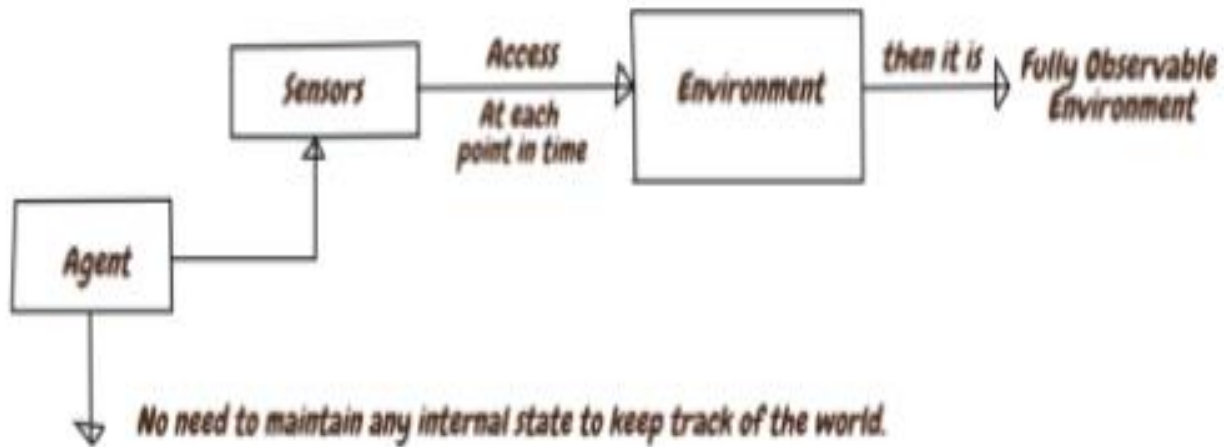 Access
Sensors
At each
point in time
Environment
then it is
Fully Observable
Environment
Agent
No need to maintain any internal state to keep track of the world.